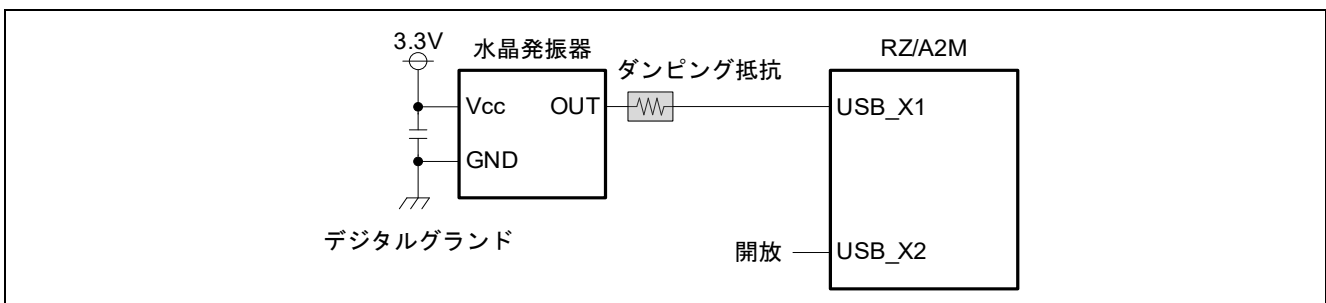 3.3V
水晶発振器
RZ/A2M
ダンピング抵抗
Vcc
OUT
USB_X1
GND
デジタルグランド
開放
USB_X2